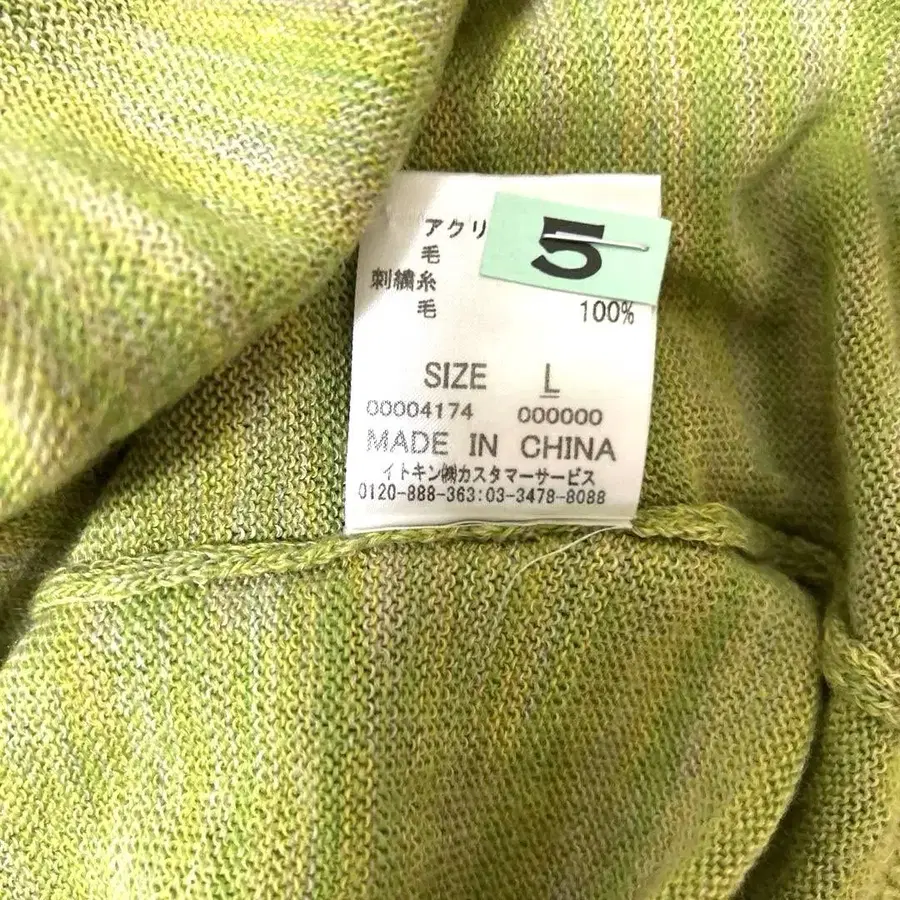 アクリ
5
毛
刺繍糸
毛 100%
SIZE L
00004174 000000
MADE IN CHINA
イトキン㈱カスタマーサービス
0120-888-363:03-3478-8088